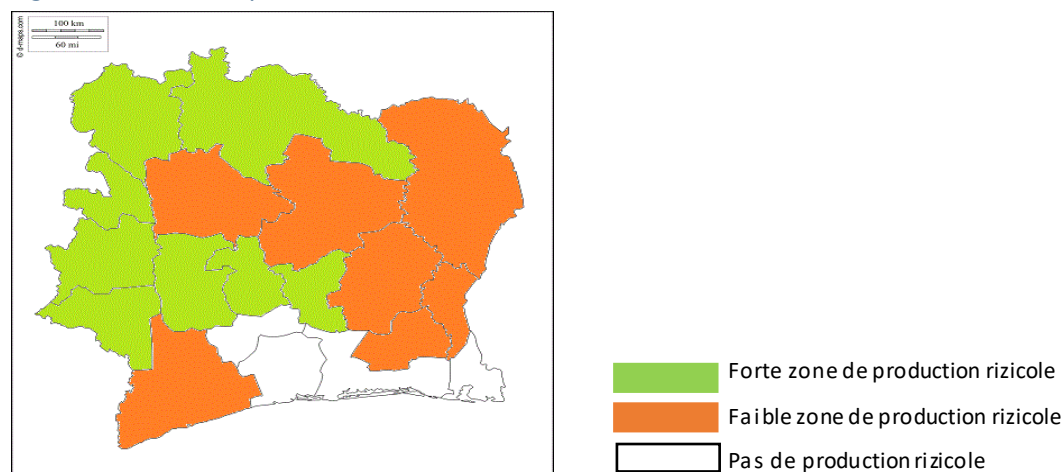 100 km
60 mi
© d-maps.com
Forte zone de production rizicole
Faible zone de production rizicole
Pas de production rizicole